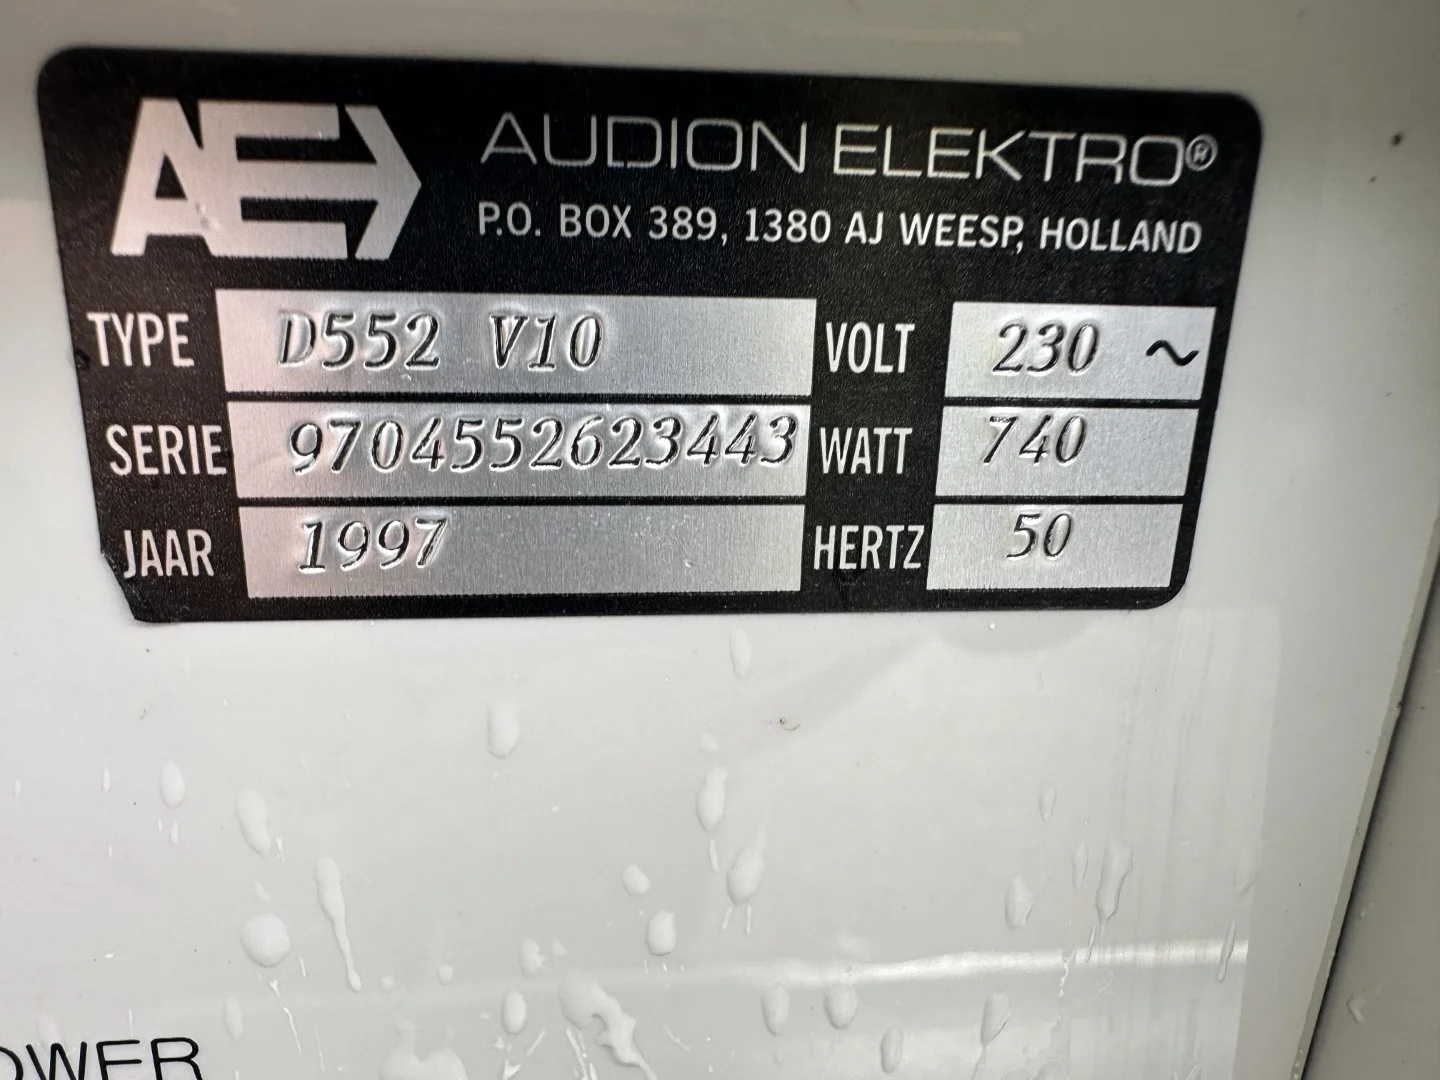 AE
AUDION ELEKTRO®
P.O. BOX 389, 1380 AJ WEESP, HOLLAND
TYPE D552 V10 VOLT 230 ~
SERIE 9704552623443 WATT 740
JAAR 1997 HERTZ 50